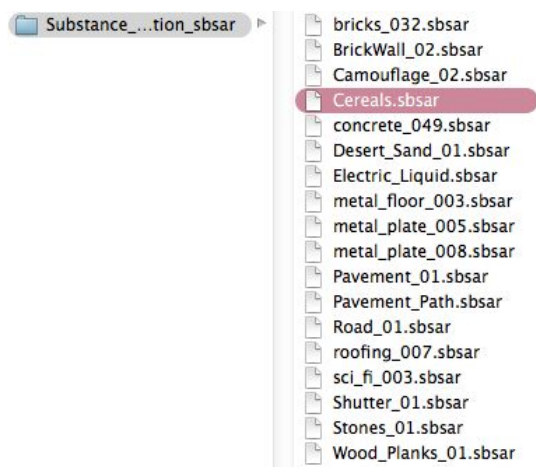 Substance_...tion_sbsar
bricks_032.sbsar
BrickWall_02.sbsar
Camouflage_02.sbsar
Cereals.sbsar
concrete_049.sbsar
Desert_Sand_01.sbsar
Electric_Liquid.sbsar
metal_floor_003.sbsar
metal_plate_005.sbsar
metal_plate_008.sbsar
Pavement_01.sbsar
Pavement_Path.sbsar
Road_01.sbsar
roofing_007.sbsar
sci_fi_003.sbsar
Shutter_01.sbsar
Stones_01.sbsar
Wood_Planks_01.sbsar